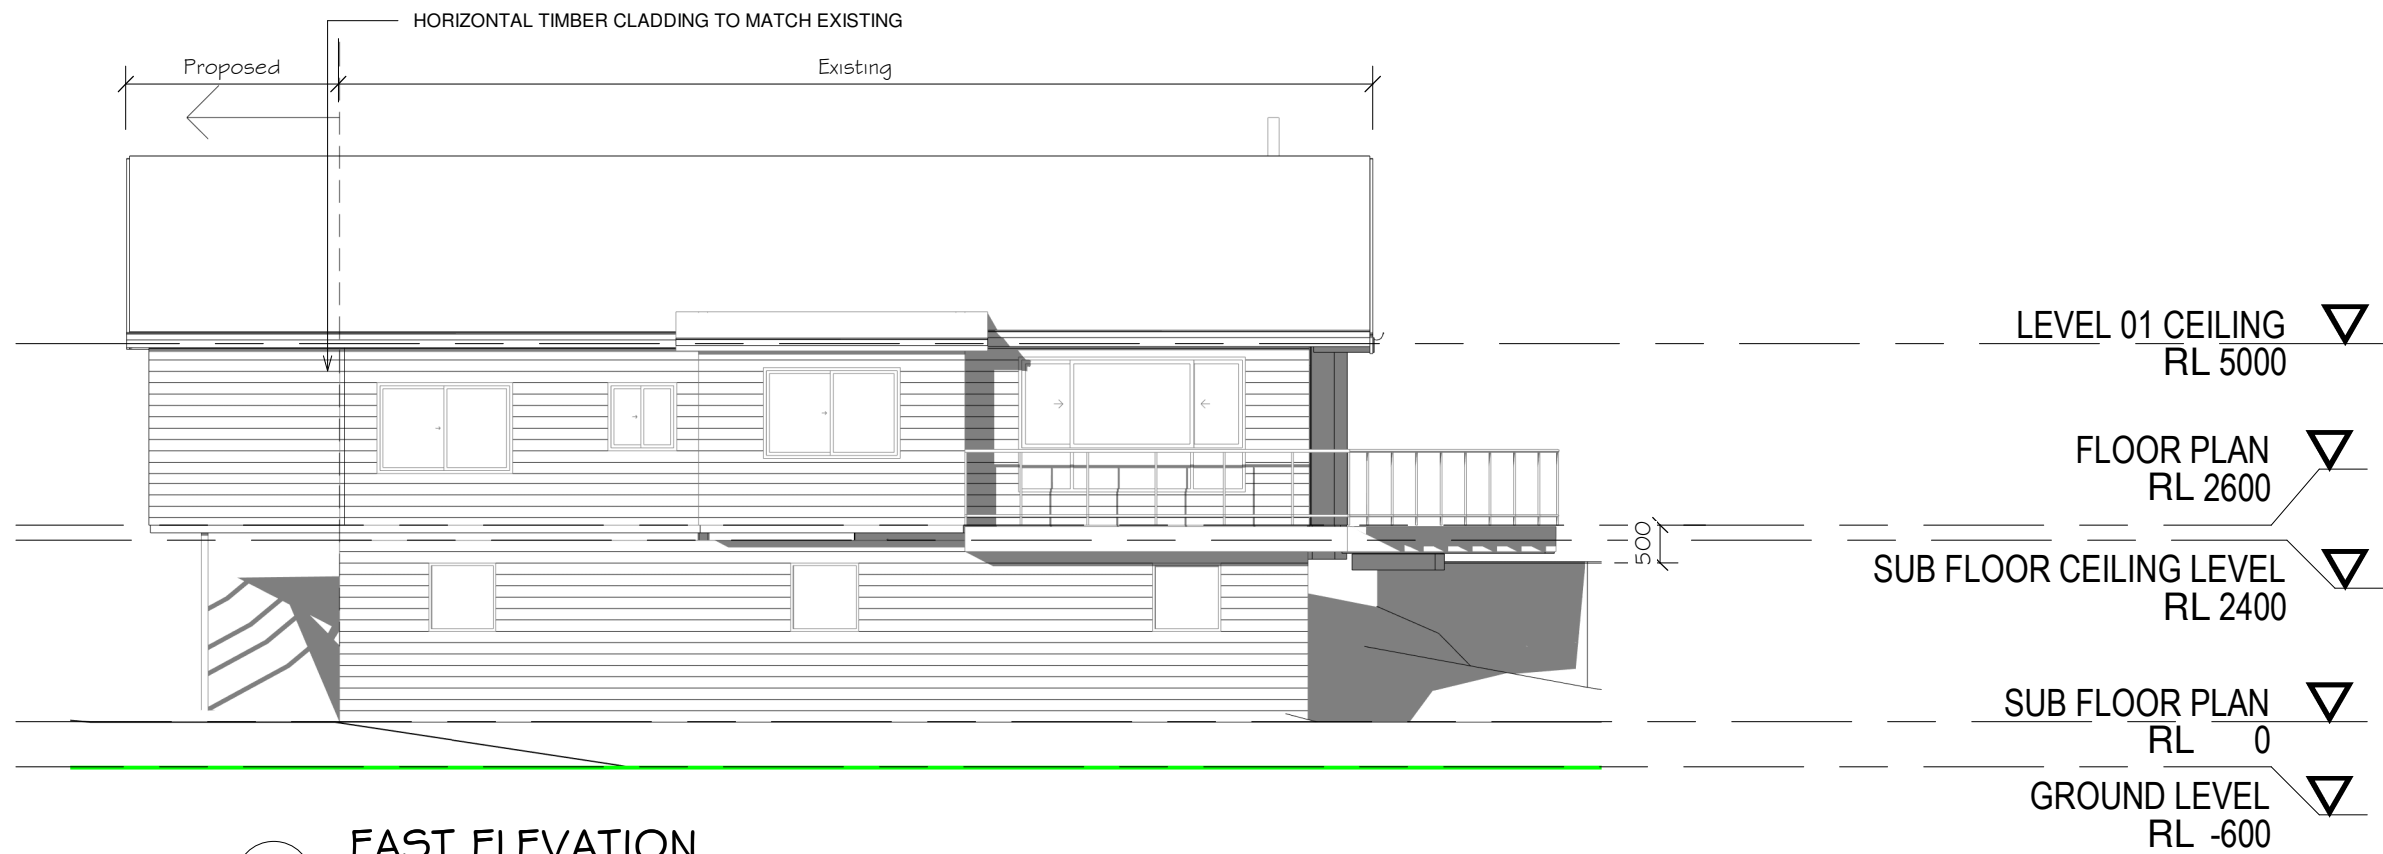 HORIZONTAL TIMBER CLADDING TO MATCH EXISTING
Proposed
Existing
LEVEL 01 CEILING
RL 5000
FLOOR PLAN
RL 2600
500
SUB FLOOR CEILING LEVEL
RL 2400
SUB FLOOR PLAN
RL 0
GROUND LEVEL
RL -600
EAST ELEVATION